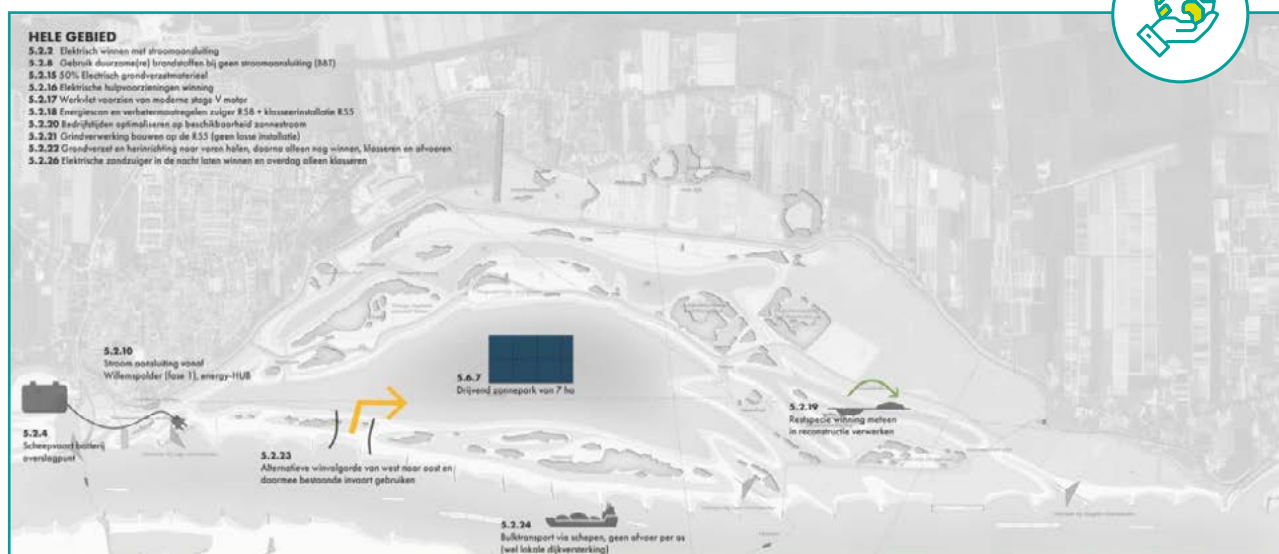 HELE GEBIED
5.2.2 Elektrisch winnen met stroomaansluiting
5.2.8 Gebruik duurzame(re) brandstoffen bij geen stroomaansluiting (BBT)
5.2.15 50% Electrisch grondverzetmaterieel
5.2.16 Elektrische hulpvoorzieningen winning
5.2.17 Werkvlet voorzien van moderne stage V motor
5.2.18 Energiescan en verbetermaatregelen zuiger R58 + klasseerinstallatie R55
5.2.20 Bedrijfstijden optimaliseren op beschikbaarheid zonnestroom
5.2.21 Grindverwerking bouwen op de R55 (geen losse installatie)
5.2.22 Grondverzet en herinrichting naar voren halen, daarna alleen nog winnen, klasseren en afvoeren
5.2.26 Elektrische zandzuiger in de nacht laten winnen en overdag alleen klasseren
5.2.10
Stroom aansluiting vanaf
Willemspolder (fase 1), energy-HUB
5.6.7
Drijvend zonnepark van 7 ha
5.2.4
Scheepvaart batterij
overslagpunt
5.2.23
Alternatieve winvolgorde van west naar oost en
daarmee bestaande invaart gebruiken
5.2.19
Restspecie winning meteen
in reconstructie verwerken
5.2.24
Bulktransport via schepen, geen afvoer per as
(wel lokale dijkversterking)